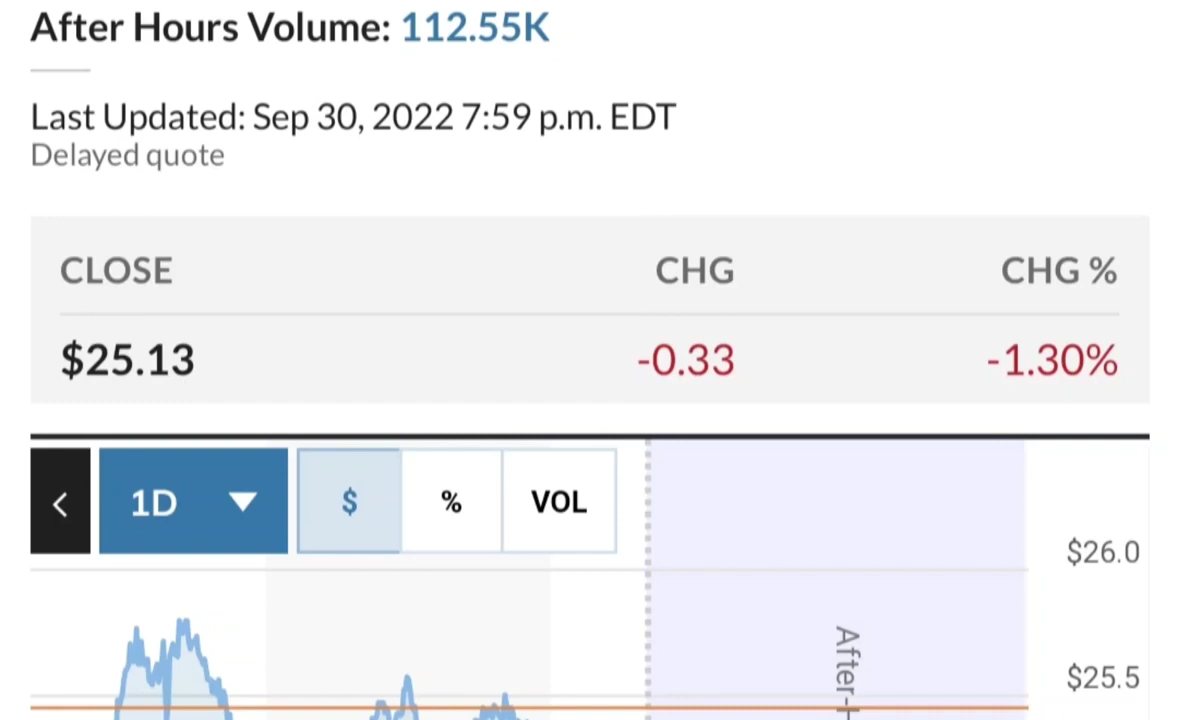 After Hours Volume: 112.55K
Last Updated: Sep 30, 2022 7:59 p.m. EDT
Delayed quote
CLOSE CHG CHG %
$25.13 -0.33 -1.30%
1D $ % VOL
$26.0
After-
$25.5